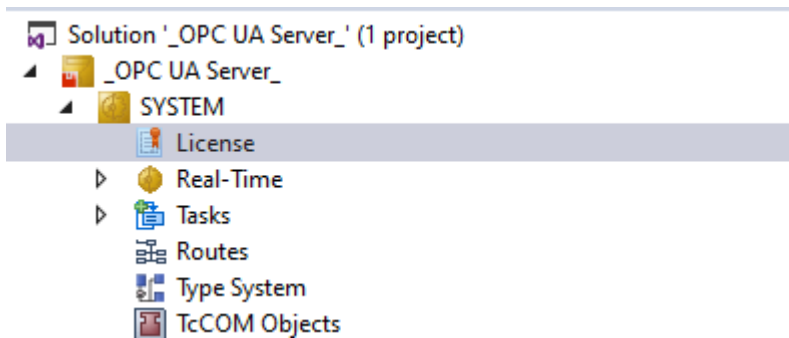 Solution '_OPC UA Server_' (1 project)
_OPC UA Server_
SYSTEM
License
Real-Time
Tasks
Routes
Type System
TcCOM Objects